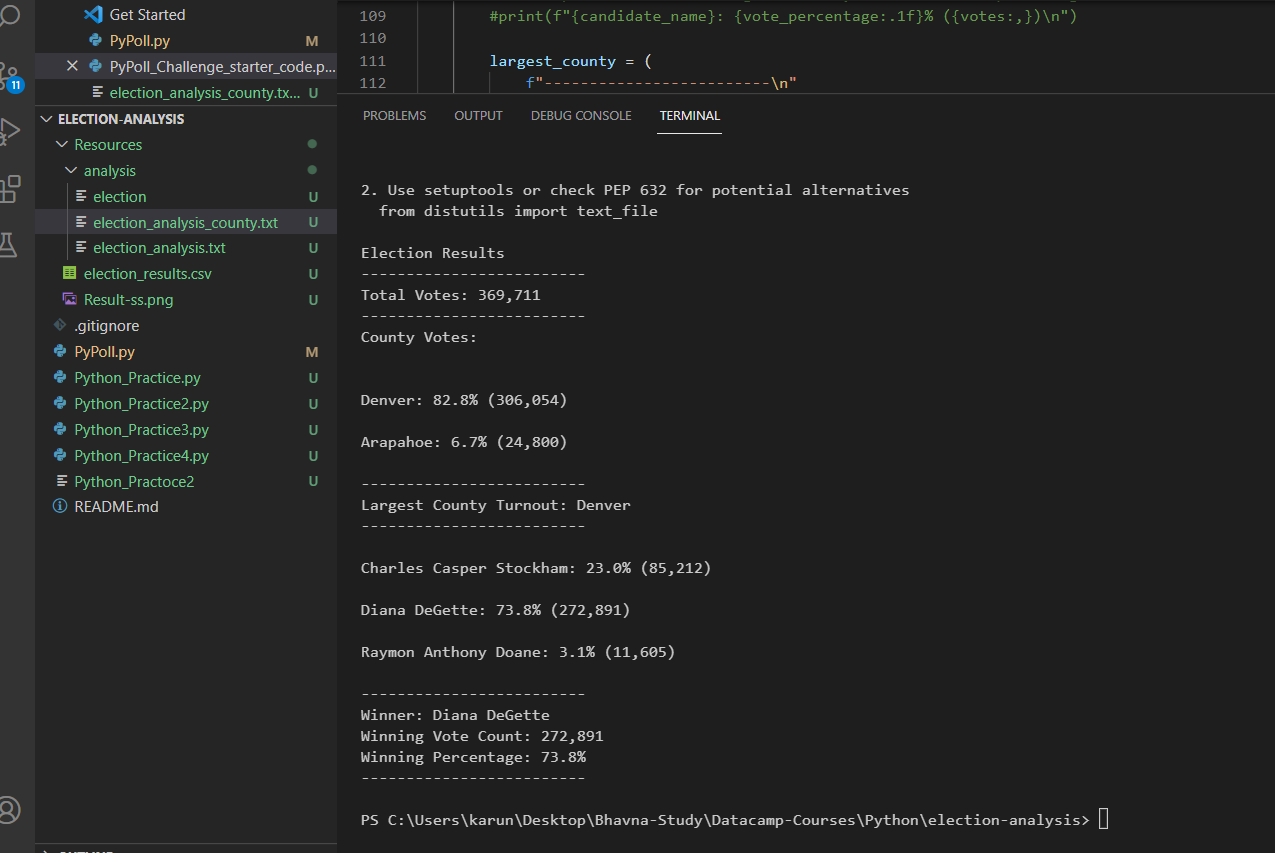 Get Started
PyPoll.py M
PyPoll_Challenge_starter_code.p...
election_analysis_county.tx... U
ELECTION-ANALYSIS
Resources
analysis
election U
election_analysis_county.txt U
election_analysis.txt U
election_results.csv U
Result-ss.png U
.gitignore
PyPoll.py M
Python_Practice.py U
Python_Practice2.py U
Python_Practice3.py U
Python_Practice4.py U
Python_Practoce2 U
README.md
11
109 #print(f"{candidate_name}: {vote_percentage:.1f}% ({votes:,})\n")
110
111 largest_county = (
112 f"-------------------------\n"
PROBLEMS OUTPUT DEBUG CONSOLE TERMINAL
2. Use setuptools or check PEP 632 for potential alternatives
from distutils import text_file
Election Results
-------------------------
Total Votes: 369,711
-------------------------
County Votes:
Denver: 82.8% (306,054)
Arapahoe: 6.7% (24,800)
-------------------------
Largest County Turnout: Denver
-------------------------
Charles Casper Stockham: 23.0% (85,212)
Diana DeGette: 73.8% (272,891)
Raymon Anthony Doane: 3.1% (11,605)
-------------------------
Winner: Diana DeGette
Winning Vote Count: 272,891
Winning Percentage: 73.8%
-------------------------
PS C:\Users\karun\Desktop\Bhavna-Study\Datacamp-Courses\Python\election-analysis>